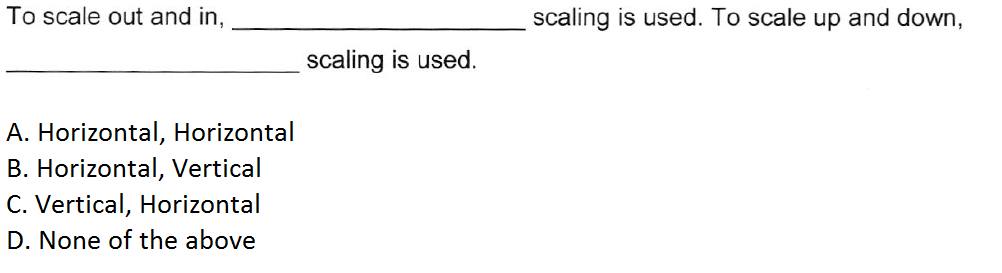 To scale out and in, ______________________ scaling is used. To scale up and down,
______________________ scaling is used.
A. Horizontal, Horizontal
B. Horizontal, Vertical
C. Vertical, Horizontal
D. None of the above